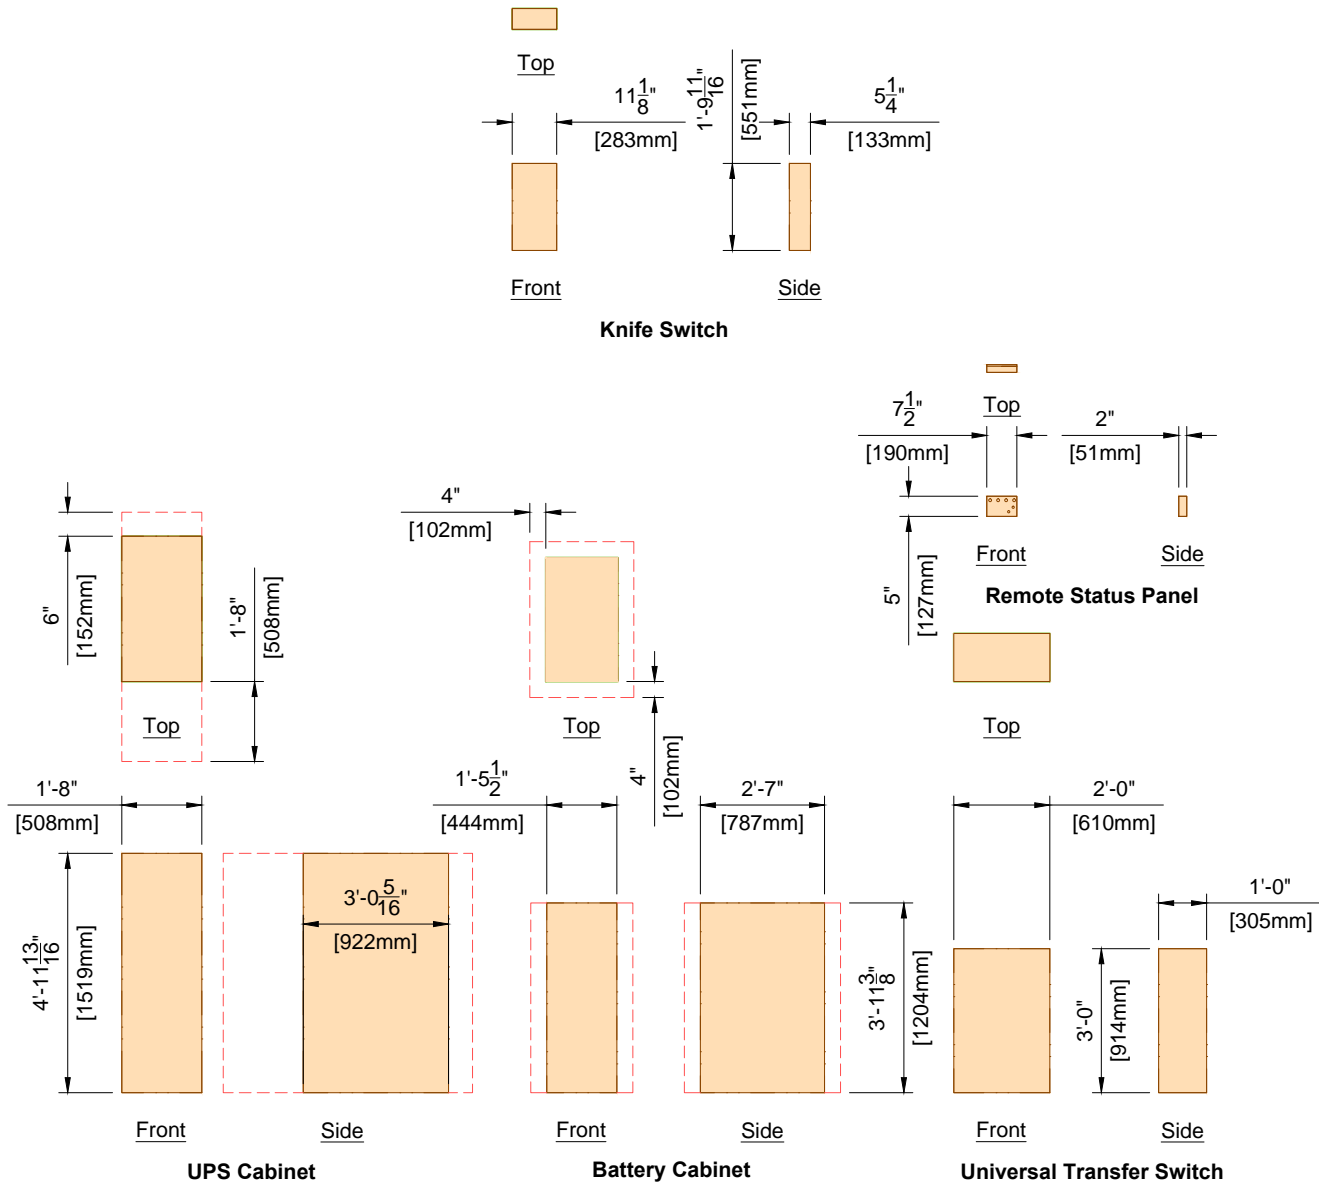 Top
11 1/8"
[283mm]
1'-9 11/16"
[551mm]
5 1/4"
[133mm]
Front
Side
Knife Switch
7 1/2"
[190mm]
Top
2"
[51mm]
5"
[127mm]
Front
Side
Remote Status Panel
6"
[152mm]
1'-8"
[508mm]
Top
4"
[102mm]
Top
4"
[102mm]
Top
1'-8"
[508mm]
4'-11 13/16"
[1519mm]
3'-0 5/16"
[922mm]
Front
Side
UPS Cabinet
1'-5 1/2"
[444mm]
2'-7"
[787mm]
3'-11 3/8"
[1204mm]
Front
Side
Battery Cabinet
2'-0"
[610mm]
1'-0"
[305mm]
3'-0"
[914mm]
Front
Side
Universal Transfer Switch